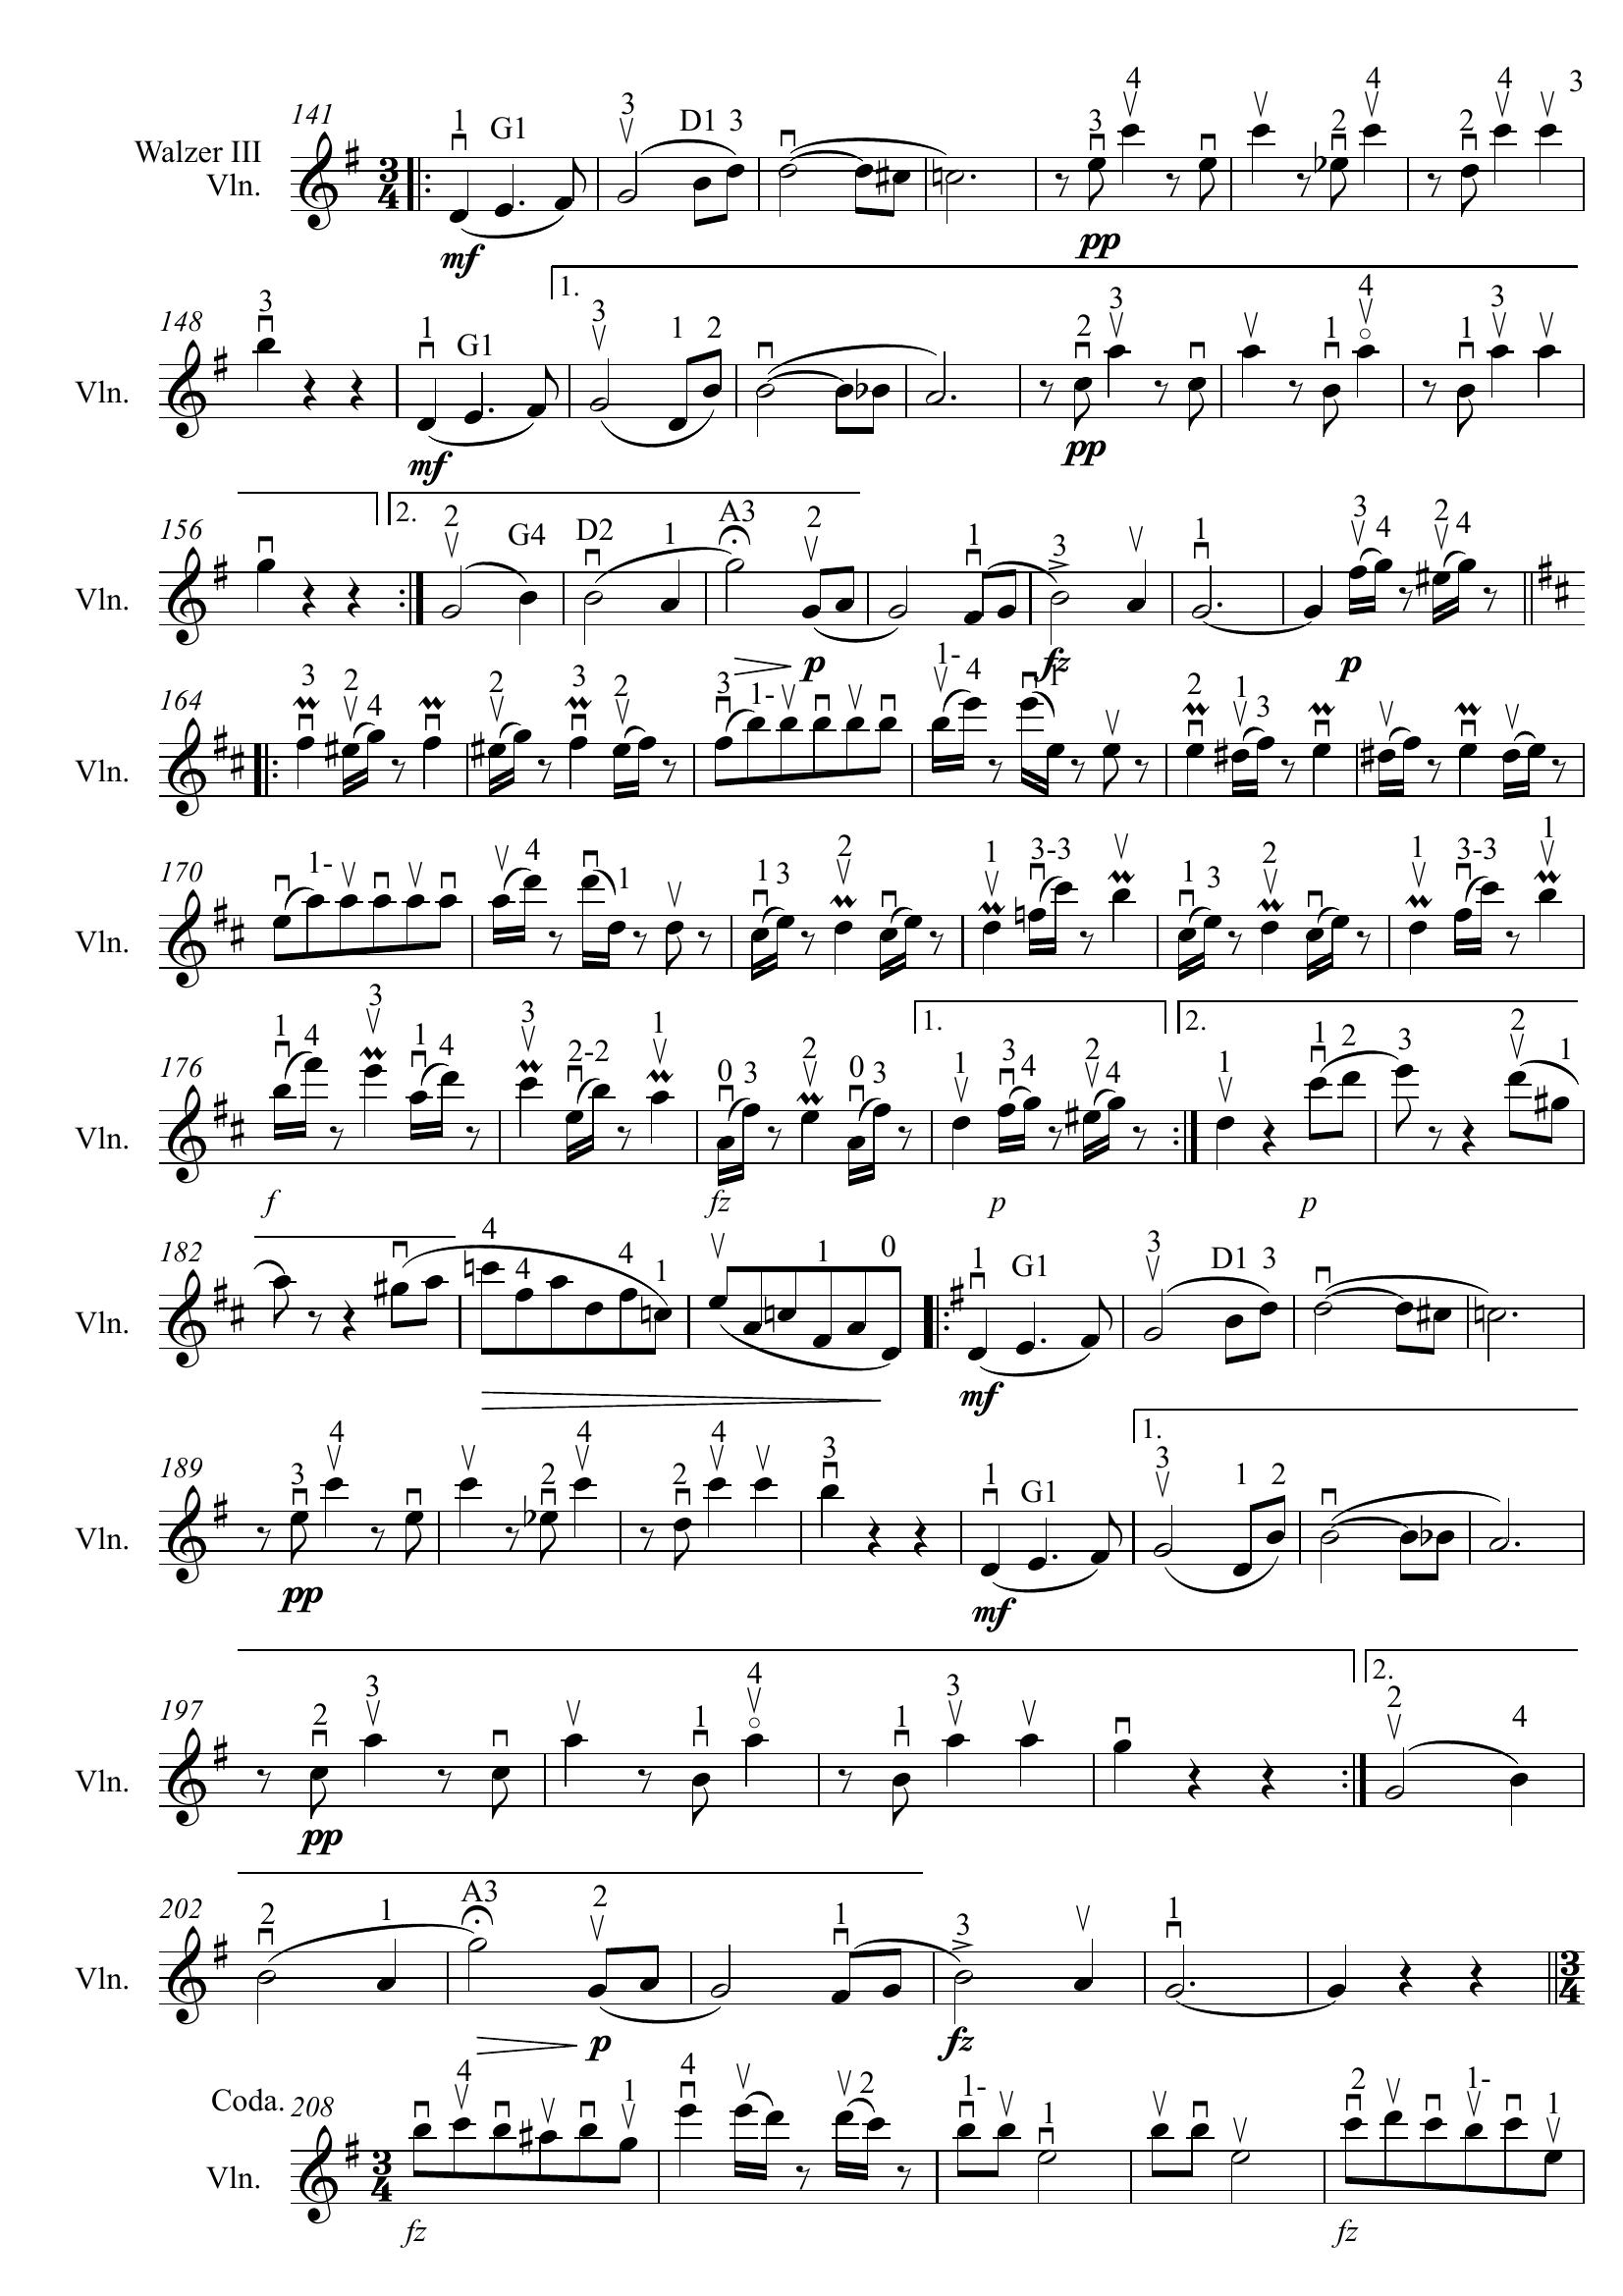 4 4 4 3
141 1 G1 3 D1 3 3 2 2
Walzer III
Vln.
3
4
mf pp
1.
148 3 1 G1 3 1 2 2 3 1 4 1 3
Vln.
mf pp
2.
156 2 G4 D2 1 A3 2 1 3 1 3 4 2 4
Vln.
p fz p
164 3 2 4 2 3 2 3 1- 1- 4 1 2 1 3
Vln.
170 1- 4 1 1 3 2 1 3-3 1 3 2 1 3-3 1
Vln.
1. 2.
176 1 4 3 1 4 3 2-2 1 0 3 2 0 3 1 3 4 2 4 1 1 2 3 2 1
Vln.
f fz p p
182 4 4 1 4 1 0 1 G1 3 D1 3
Vln.
mf
1.
189 3 4 2 4 2 4 3 1 G1 3 1 2
Vln.
pp mf
2.
197 2 3 1 4 1 3 2 4
Vln.
pp
202 2 1 A3 2 1 3 1
Vln.
3
4
p fz
Coda. 208 4 1 4 2 1- 1 2 1- 1
Vln.
3
4
fz fz